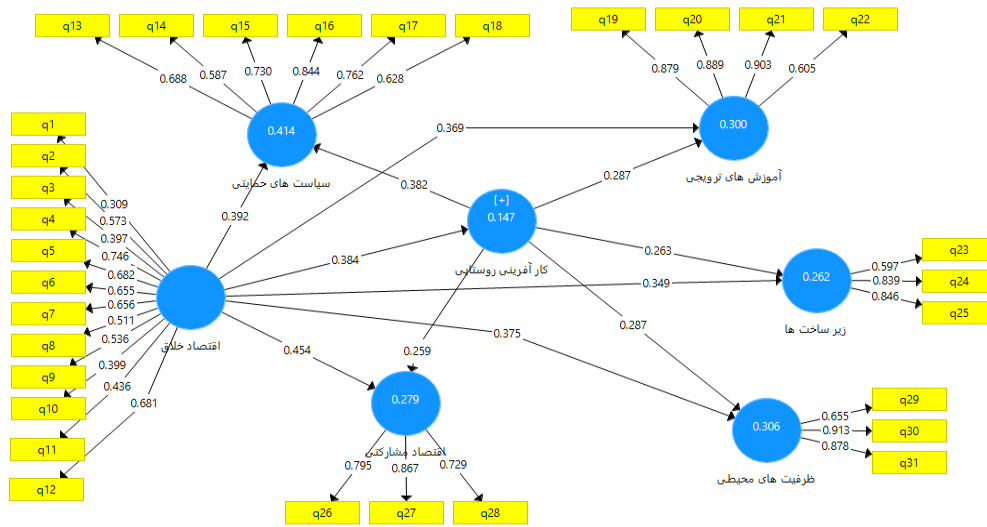 q13
q14
q15
q16
q17
q18
q19
q20
q21
q22
0.688
0.587
0.730
0.844
0.762
0.628
0.879
0.889
0.903
0.605
0.414
سیاست های حمایتی
0.300
آموزش های ترویجی
q1
q2
q3
q4
q5
q6
q7
q8
q9
q10
q11
q12
0.309
0.573
0.397
0.746
0.682
0.655
0.656
0.511
0.536
0.399
0.436
0.681
اقتصاد خلاق
0.392
0.369
0.382
0.287
[+]
0.147
کار آفرینی روستایی
0.384
0.263
0.349
0.262
زیر ساخت ها
0.597
0.839
0.846
q23
q24
q25
0.375
0.287
0.454
0.259
0.279
اقتصاد مشارکتی
0.795
0.867
0.729
q26
q27
q28
0.306
ظرفیت های محیطی
0.655
0.913
0.878
q29
q30
q31